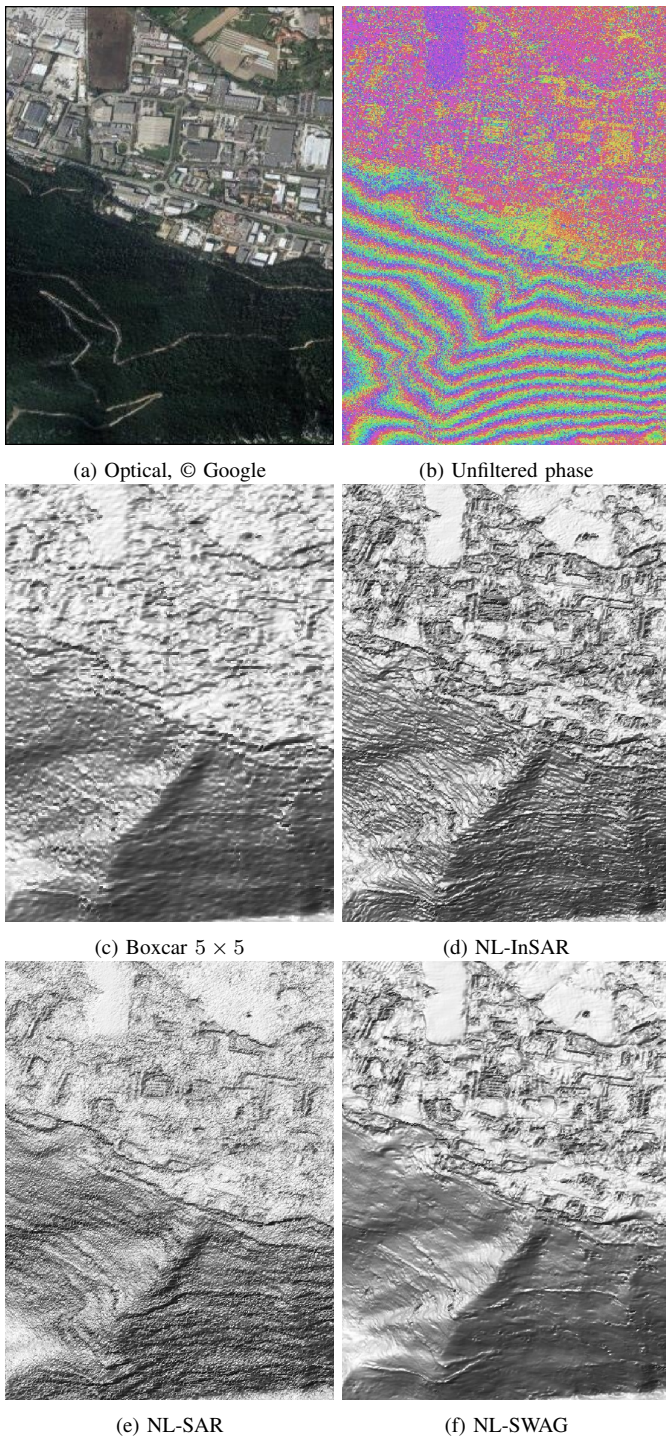 (a) Optical, © Google
(b) Unfiltered phase
(c) Boxcar 5 × 5
(d) NL-InSAR
(e) NL-SAR
(f) NL-SWAG